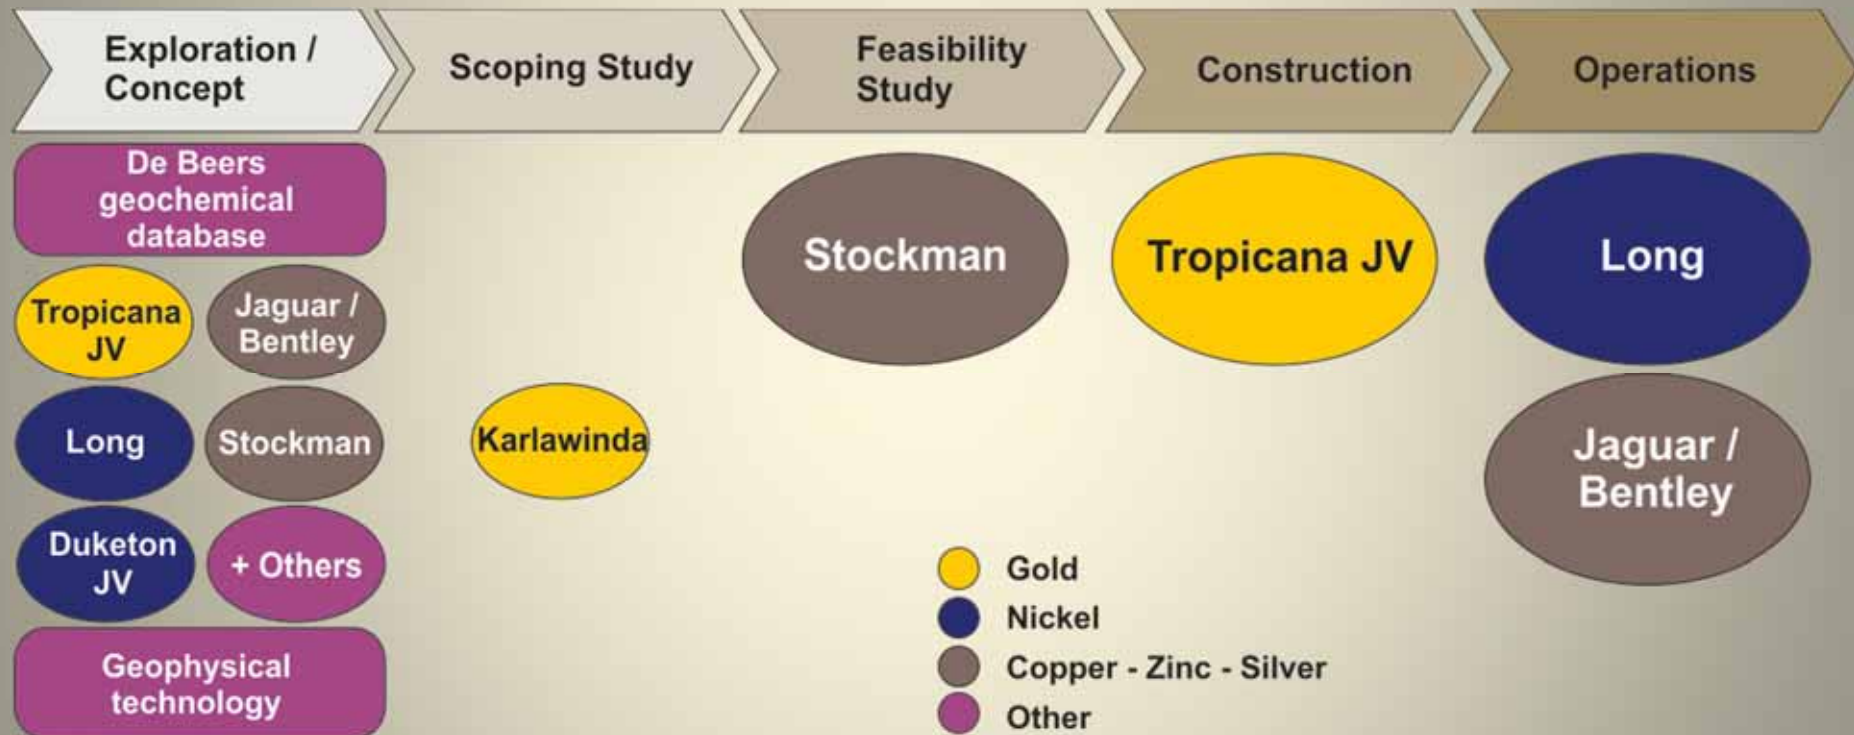 Exploration /
Concept
Scoping Study
Feasibility
Study
Construction
Operations
De Beers
geochemical
database
Tropicana
JV
Jaguar /
Bentley
Long
Stockman
Duketon
JV
+ Others
Geophysical
technology
Karlawinda
Stockman
Tropicana JV
Long
Jaguar /
Bentley
Gold
Nickel
Copper - Zinc - Silver
Other